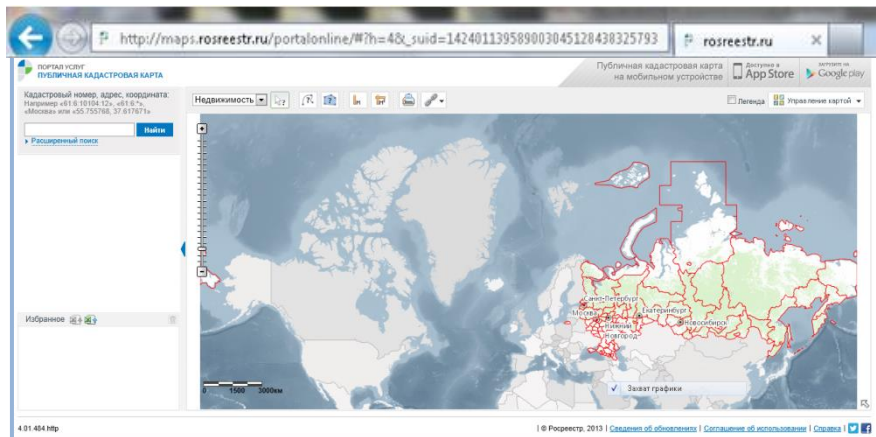 http://maps.rosreestr.ru/portalonline/#?h=4&_suid=142401139589003045128438325793
rosreestr.ru
ПОРТАЛ УСЛУГ
ПУБЛИЧНАЯ КАДАСТРОВАЯ КАРТА
Публичная кадастровая карта
на мобильном устройстве
Доступно в
App Store
ЗАГРУЗИТЕ НА
Google play
Кадастровый номер, адрес, координата:
Например «61:6:10104:12», «61:6:*»,
«Москва» или «55.755768, 37.617671»
Найти
Расширенный поиск
Недвижимость
Легенда
Управление картой
Санкт-Петербург
Москва
Нижний
Новгород
Екатеринбург
Новосибирск
Избранное
0 1500 3000км
Захват графики
4.01.484.http
| © Росреестр, 2013 | Сведения об обновлениях | Соглашение об использовании | Справка |